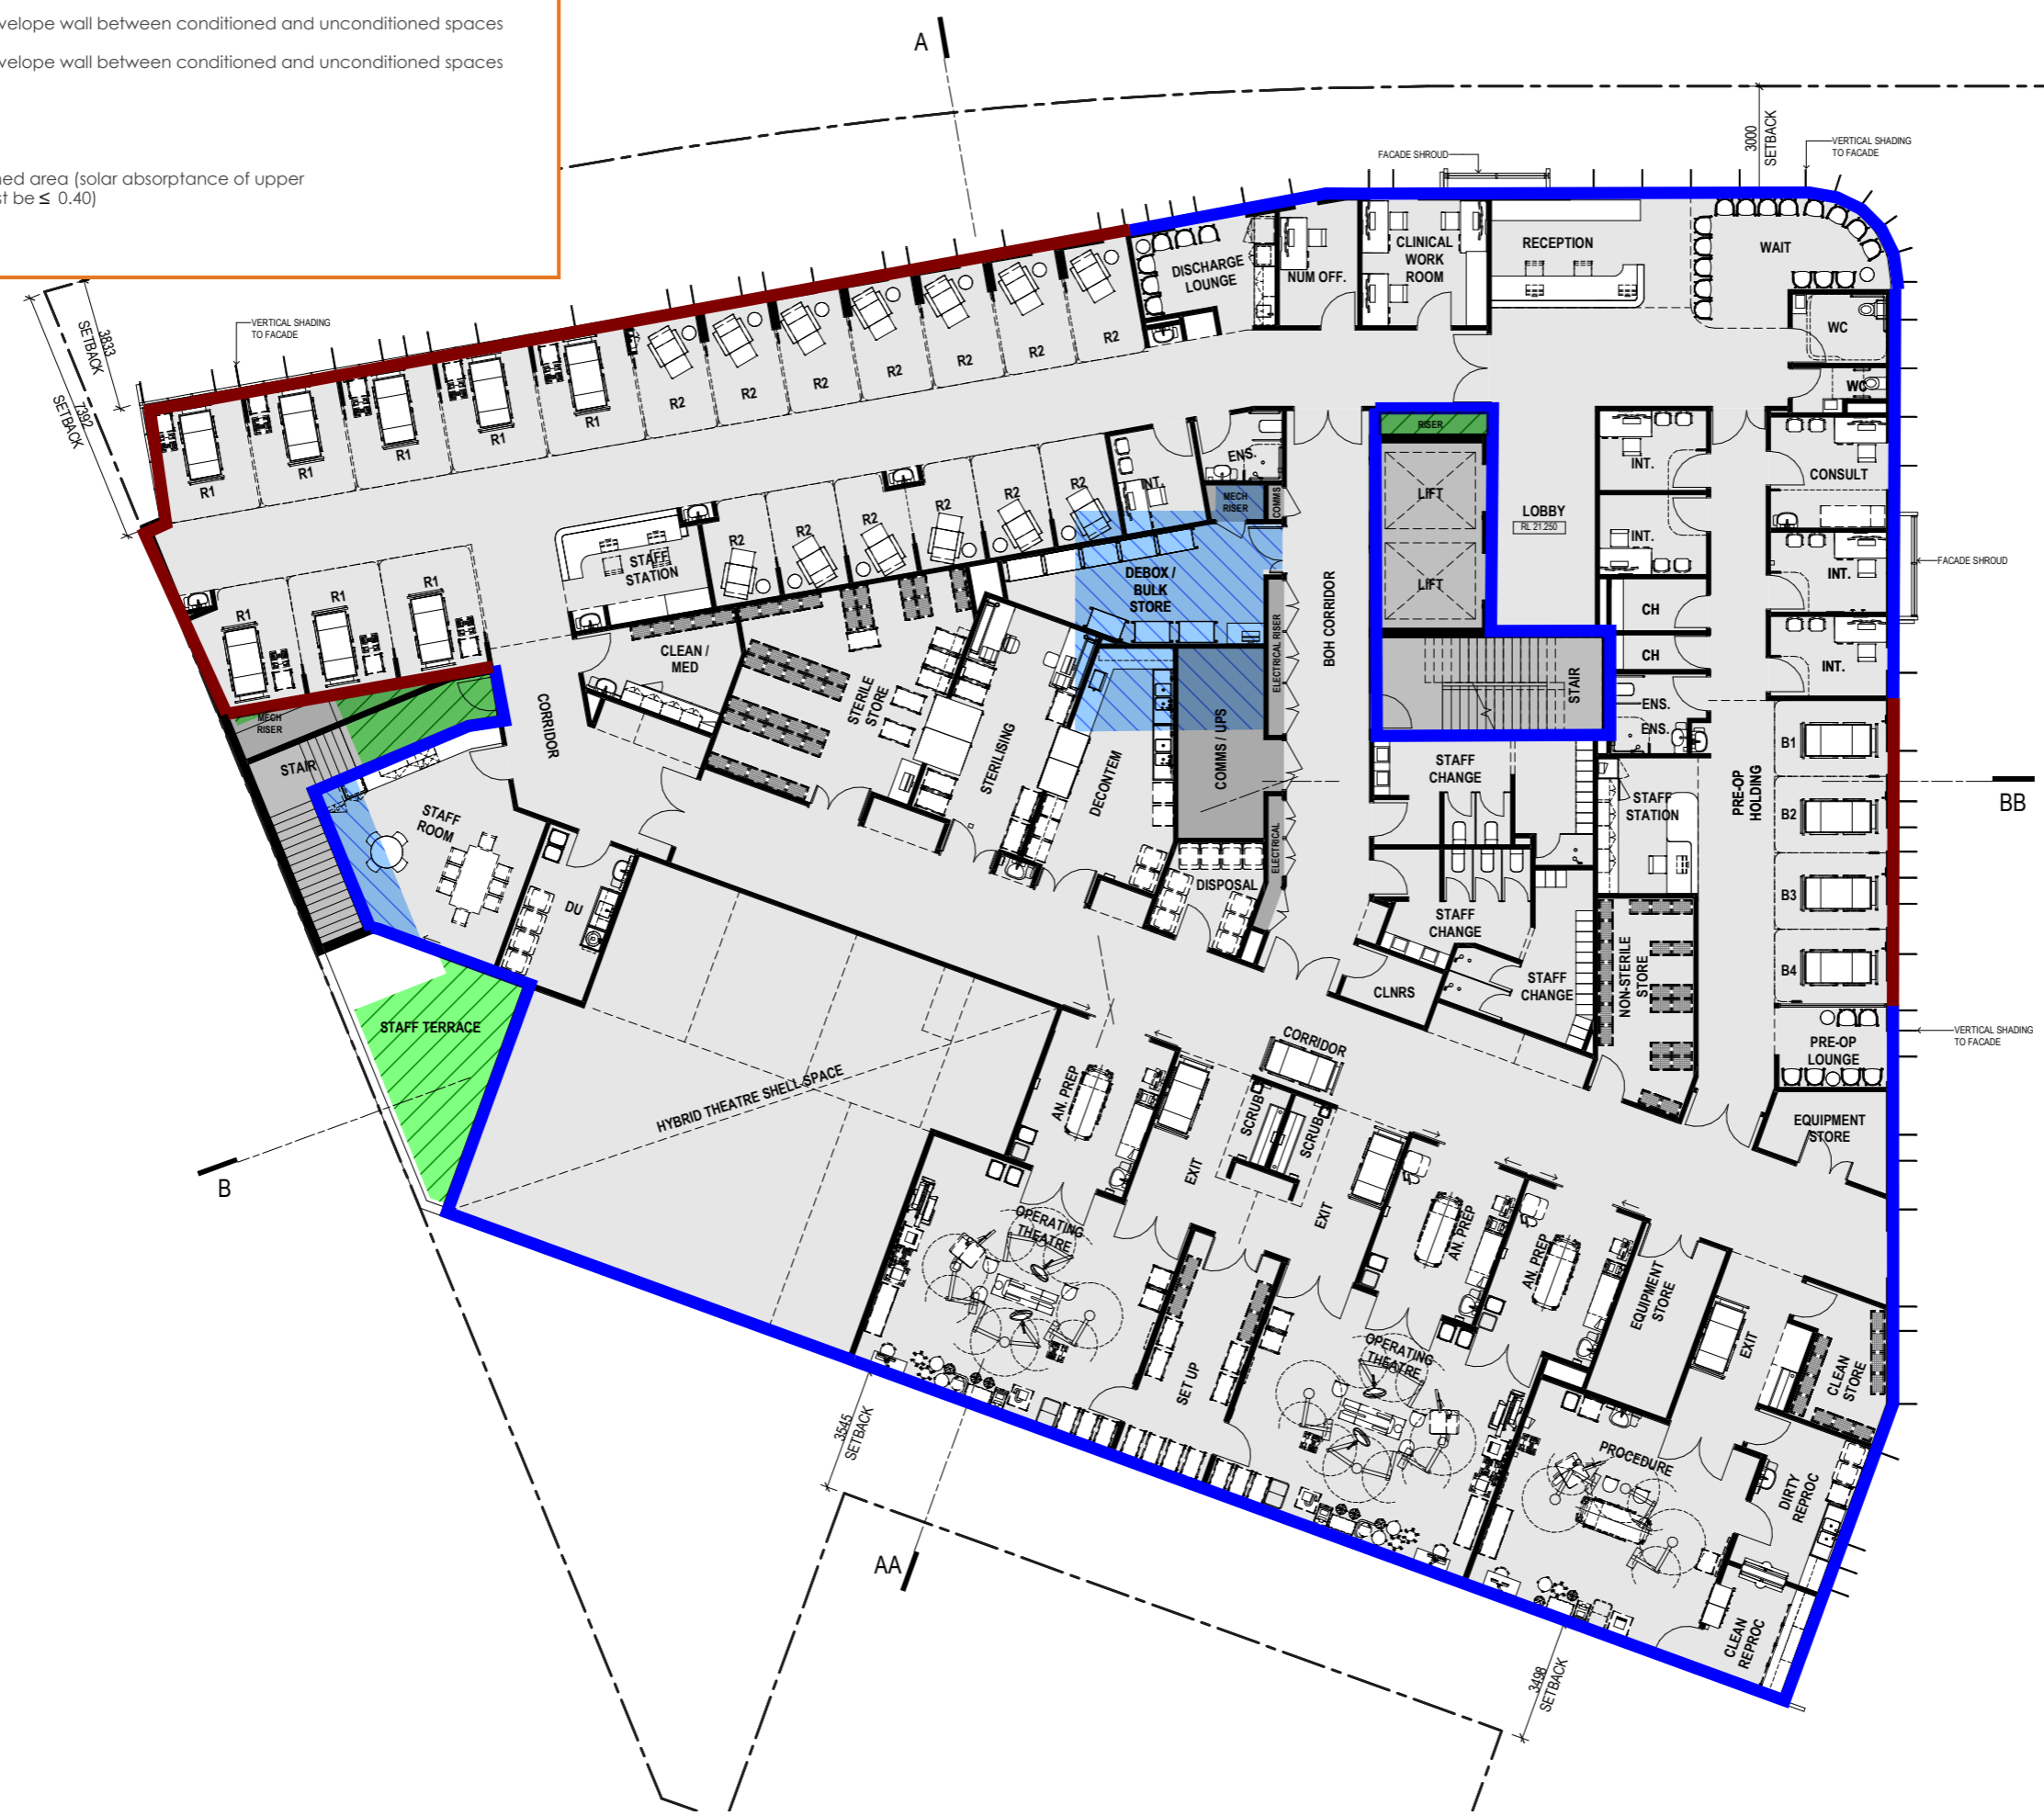 velope wall between conditioned and unconditioned spaces
velope wall between conditioned and unconditioned spaces
ned area (solar absorptance of upper
st be ≤ 0.40)
A
3000
SETBACK
VERTICAL SHADING
TO FACADE
FACADE SHROUD
3833
SETBACK
7392
SETBACK
VERTICAL SHADING
TO FACADE
DISCHARGE
LOUNGE
NUM OFF.
CLINICAL
WORK
ROOM
RECEPTION
WAIT
WC
WC
R2
R2
R2
R2
R2
R2
R2
R1
R1
R1
R1
R1
RISER
LIFT
LIFT
LOBBY
RL 21 250
INT.
INT.
CONSULT
INT.
INT.
FACADE SHROUD
CH
CH
ENS.
ENS.
ENS.
INT.
MECH
RISER
COMMS
R2
R2
R2
R2
R2
R2
STAFF
STATION
R1
R1
R1
DEBOX /
BULK
STORE
ELECTRICAL RISER
BOH CORRIDOR
STAIR
CLEAN /
MED
STERILE
STORE
STERILISING
DECONTEM
COMMS / UPS
ELECTRICAL
DISPOSAL
MECH
RISER
STAIR
CORRIDOR
STAFF
ROOM
DU
STAFF
CHANGE
STAFF
CHANGE
STAFF
CHANGE
CLNRS
STAFF
STATION
PRE-OP
HOLDING
B1
B2
B3
B4
BB
NON-STERILE
STORE
PRE-OP
LOUNGE
VERTICAL SHADING
TO FACADE
EQUIPMENT
STORE
STAFF TERRACE
HYBRID THEATRE SHELL SPACE
B
CORRIDOR
AN. PREP
SCRUB
SCRUB
EXIT
EXIT
AN. PREP
AN. PREP
OPERATING
THEATRE
SET UP
OPERATING
THEATRE
EQUIPMENT
STORE
EXIT
CLEAN
STORE
PROCEDURE
DIRTY
REPROC
CLEAN
REPROC
3545
SETBACK
AA
3498
SETBACK